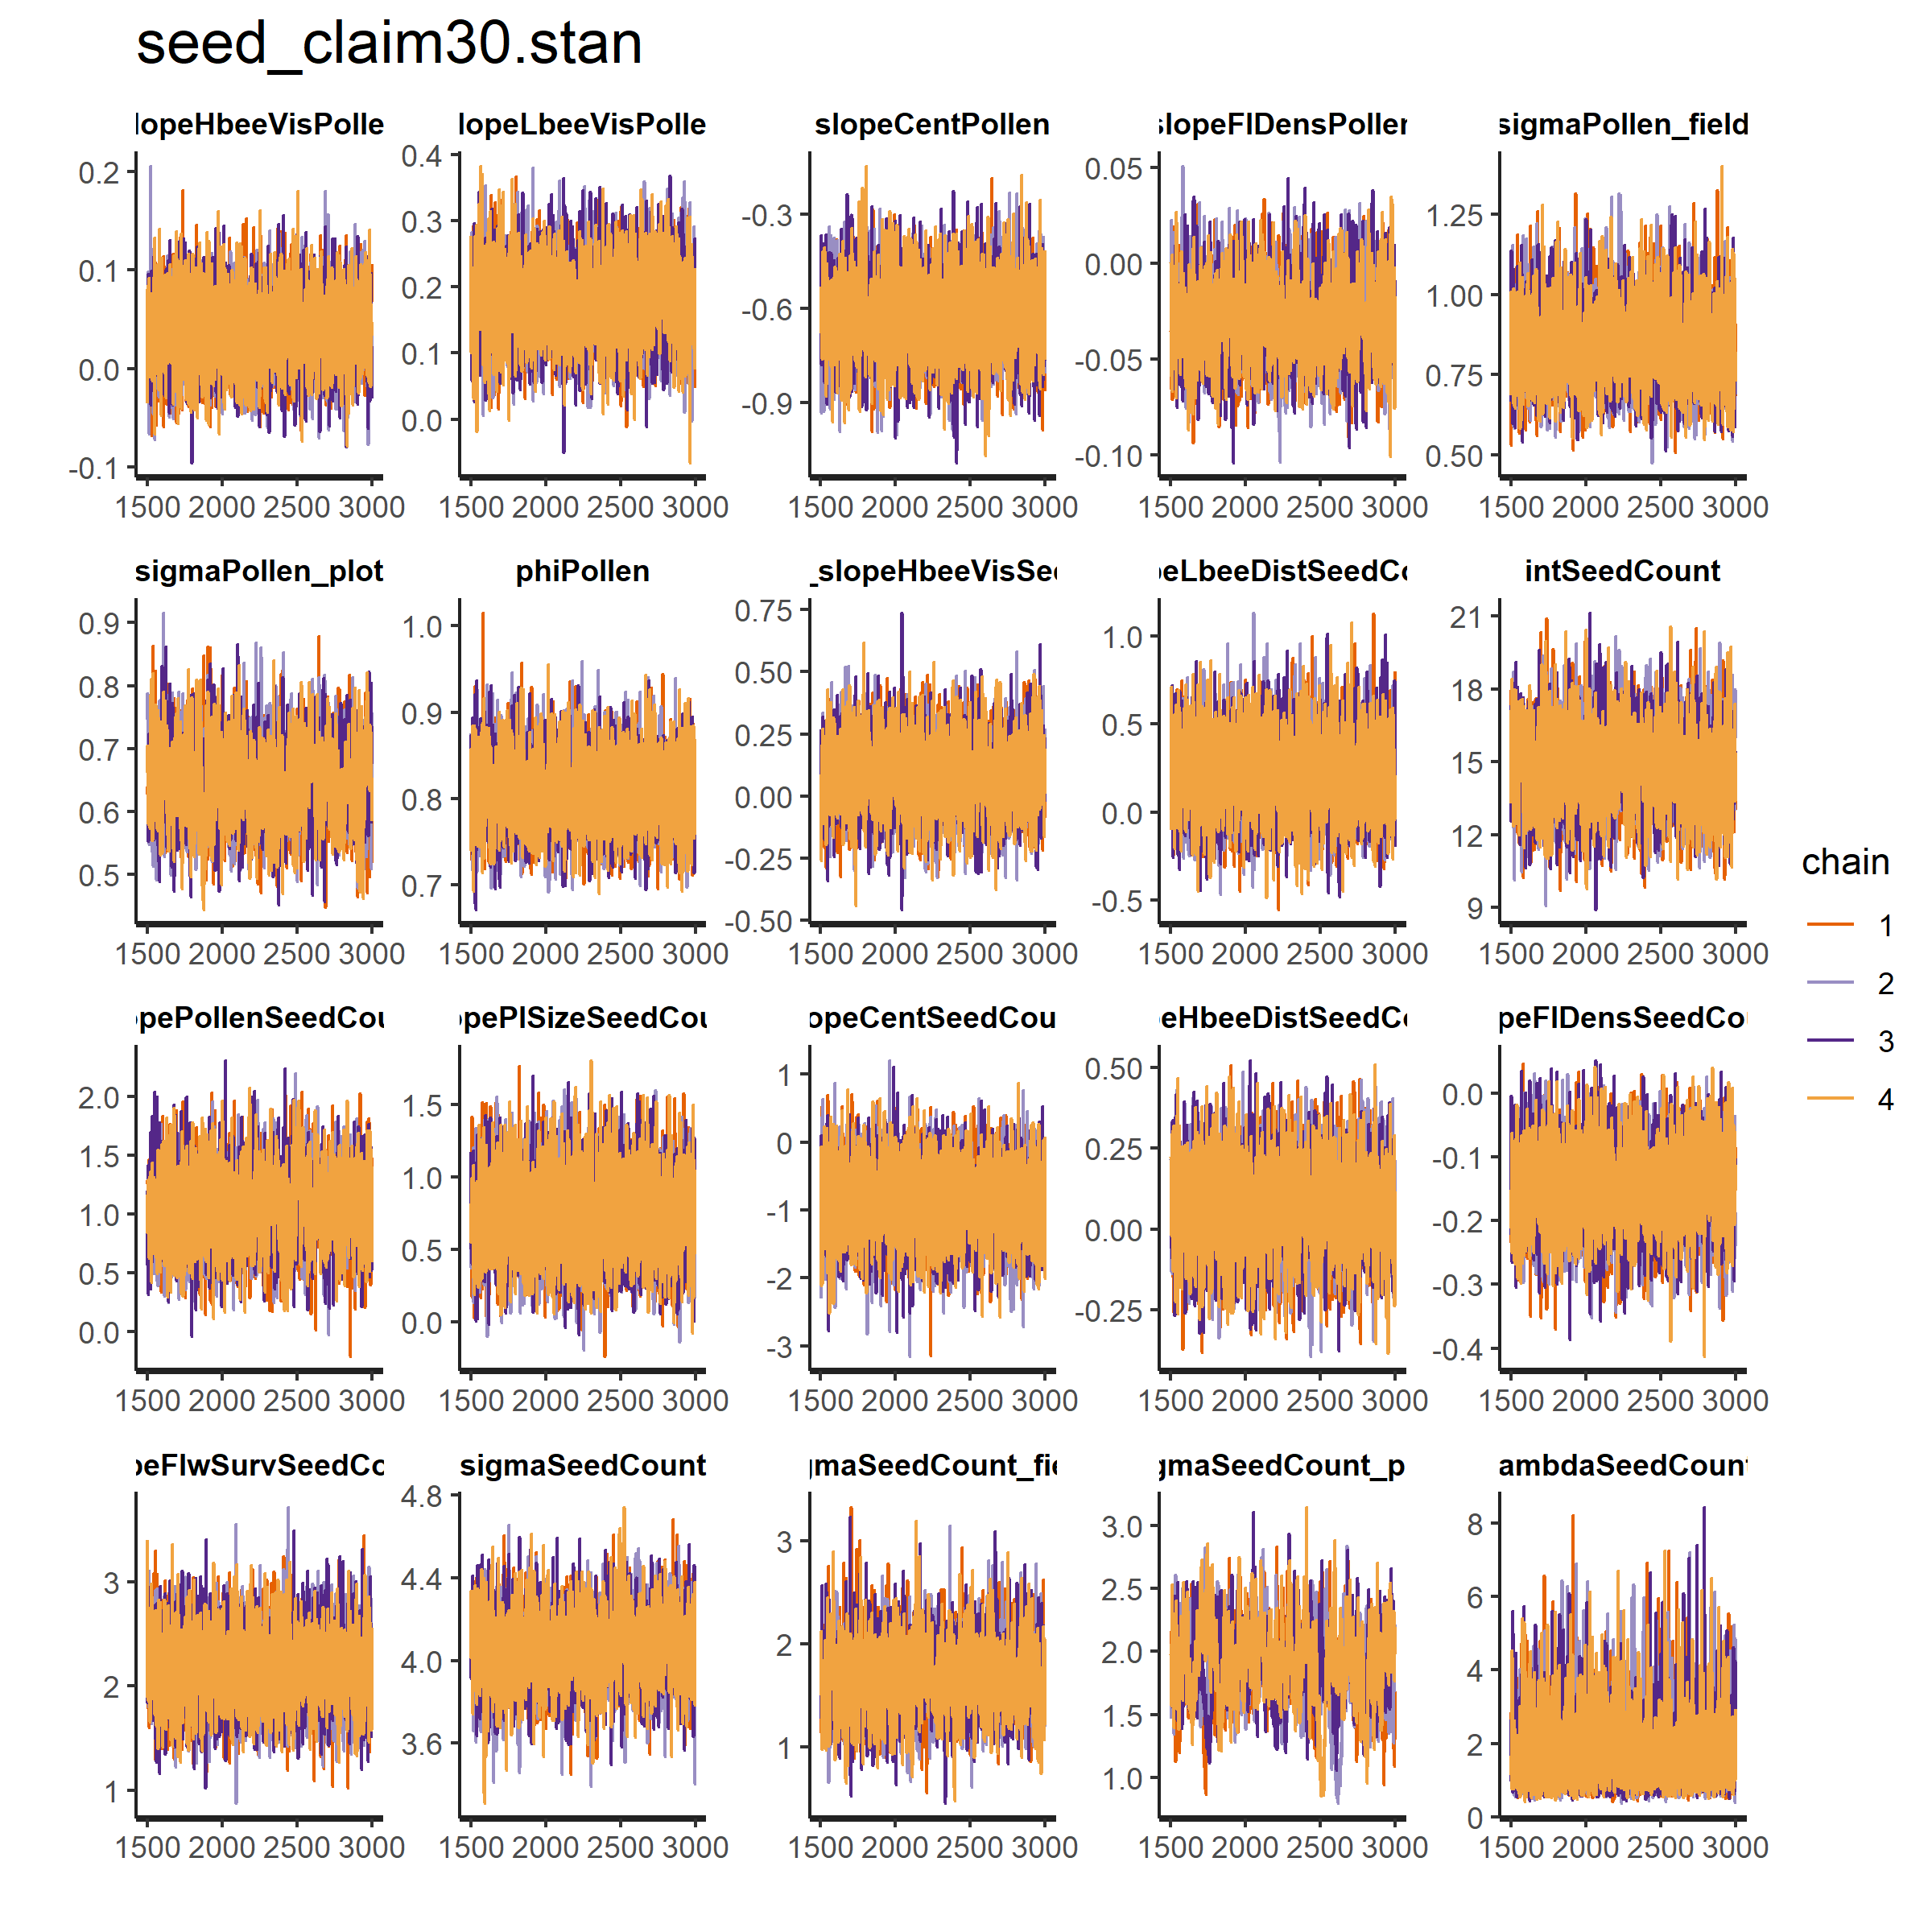 seed_claim30.stan
lopeHbeeVisPolle lopeLbeeVisPolle slopeCentPollen slopeFlDensPollen sigmaPollen_field
0.2 0.1 0.0 -0.1
0.4 0.3 0.2 0.1 0.0
-0.3 -0.6 -0.9
0.05 0.00 -0.05 -0.10
1.25 1.00 0.75 0.50
1500 2000 2500 3000 1500 2000 2500 3000 1500 2000 2500 3000 1500 2000 2500 3000 1500 2000 2500 3000
sigmaPollen_plot phiPollen _slopeHbeeVisSee peLbeeDistSeedCo intSeedCount
0.9 0.8 0.7 0.6 0.5
1.0 0.9 0.8 0.7
0.75 0.50 0.25 0.00 -0.25 -0.50
1.0 0.5 0.0 -0.5
21 18 15 12 9
1500 2000 2500 3000 1500 2000 2500 3000 1500 2000 2500 3000 1500 2000 2500 3000 1500 2000 2500 3000
opePollenSeedCou opePlSizeSeedCou opeCentSeedCou eHbeeDistSeedCo peFlDensSeedCou
2.0 1.5 1.0 0.5 0.0
1.5 1.0 0.5 0.0
1 0 -1 -2 -3
0.50 0.25 0.00 -0.25
0.0 -0.1 -0.2 -0.3 -0.4
1500 2000 2500 3000 1500 2000 2500 3000 1500 2000 2500 3000 1500 2000 2500 3000 1500 2000 2500 3000
peFlwSurvSeedCo sigmaSeedCount gmaSeedCount_fie gmaSeedCount_p ambdaSeedCount
3 2 1
4.8 4.4 4.0 3.6
3 2 1
3.0 2.5 2.0 1.5 1.0
8 6 4 2 0
1500 2000 2500 3000 1500 2000 2500 3000 1500 2000 2500 3000 1500 2000 2500 3000 1500 2000 2500 3000
chain
1
2
3
4